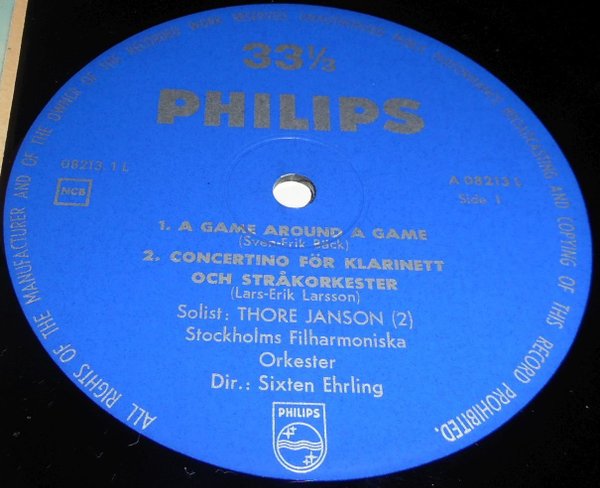 ALL RIGHTS OF THE MANUFACTURER AND OF THE OWNER OF THE RECORDED WORK RESERVED. UNAUTHORISED PUBLIC PERFORMANCE BROADCASTING AND COPYING OF THIS RECORD PROHIBITED.
33⅓
PHILIPS
08213.1 L
MCB
A 08213 L
Side 1
1. A GAME AROUND A GAME
(Sven-Erik Bäck)
2. CONCERTINO FÖR KLARINETT
OCH STRÅKORKESTER
(Lars-Erik Larsson)
Solist: THORE JANSON (2)
Stockholms Filharmoniska
Orkester
Dir.: Sixten Ehrling
PHILIPS